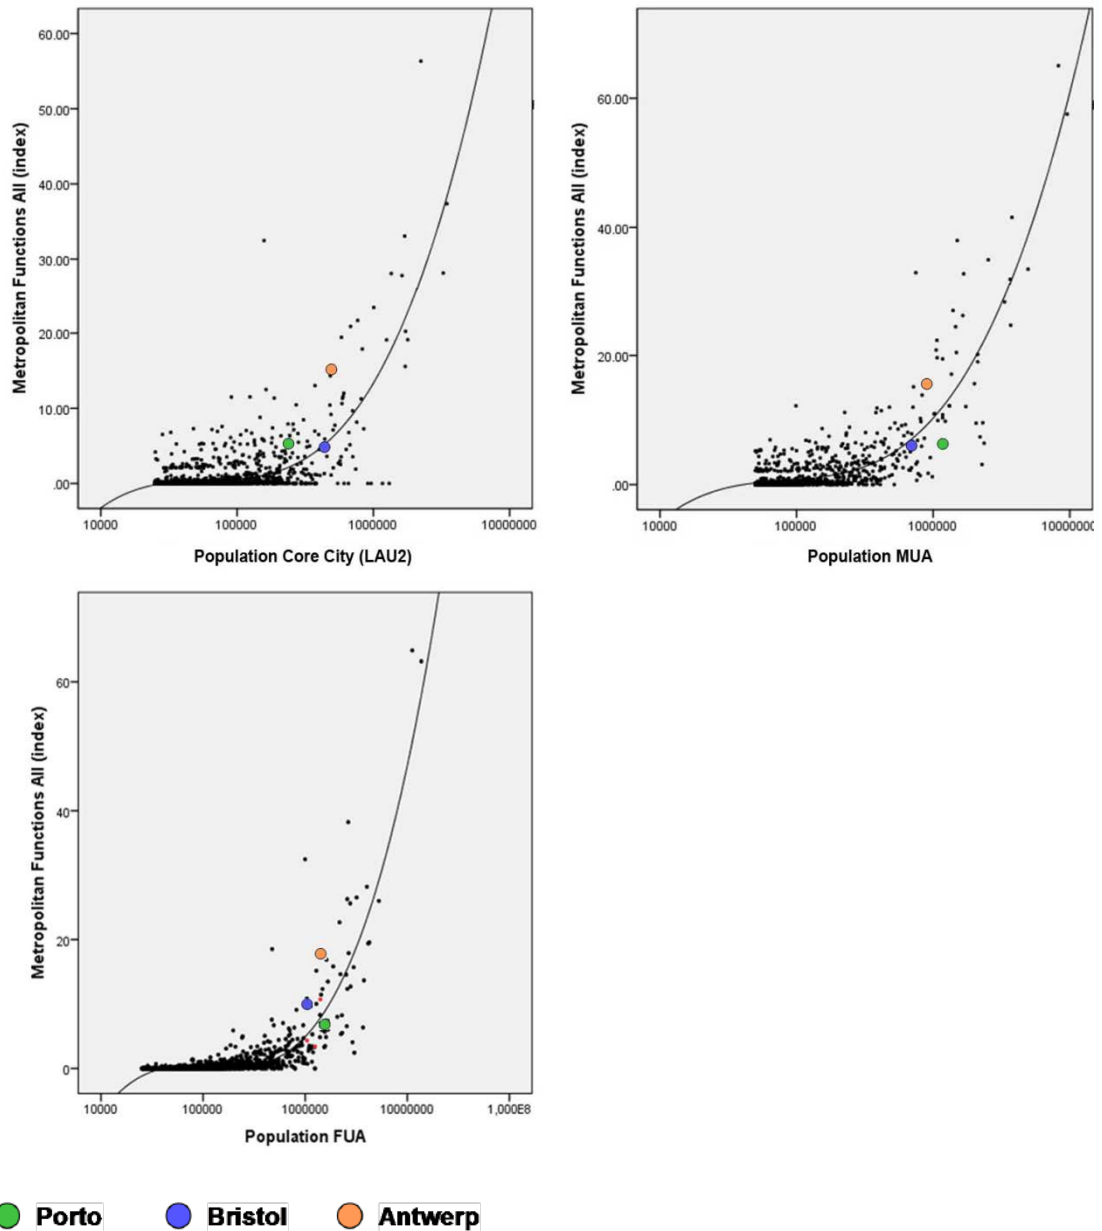 60.00
50.00
40.00
30.00
20.00
10.00
.00
Metropolitan Functions All (index)
10000 100000 1000000 10000000
Population Core City (LAU2)
60.00
40.00
20.00
.00
Metropolitan Functions All (index)
10000 100000 1000000 10000000
Population MUA
60
40
20
0
Metropolitan Functions All (index)
10000 100000 1000000 10000000 1,000E8
Population FUA
Porto Bristol Antwerp